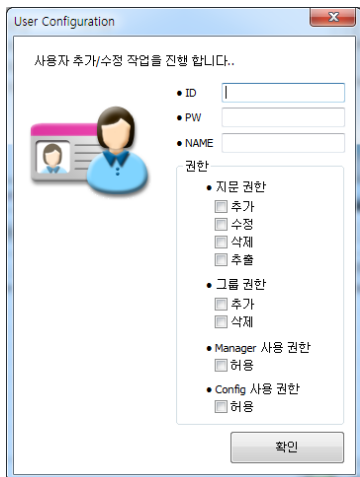 User Configuration
사용자 추가/수정 작업을 진행 합니다..
• ID
• PW
• NAME
권한
• 지문 권한
추가
수정
삭제
추출
• 그룹 권한
추가
삭제
• Manager 사용 권한
허용
• Config 사용 권한
허용
확인